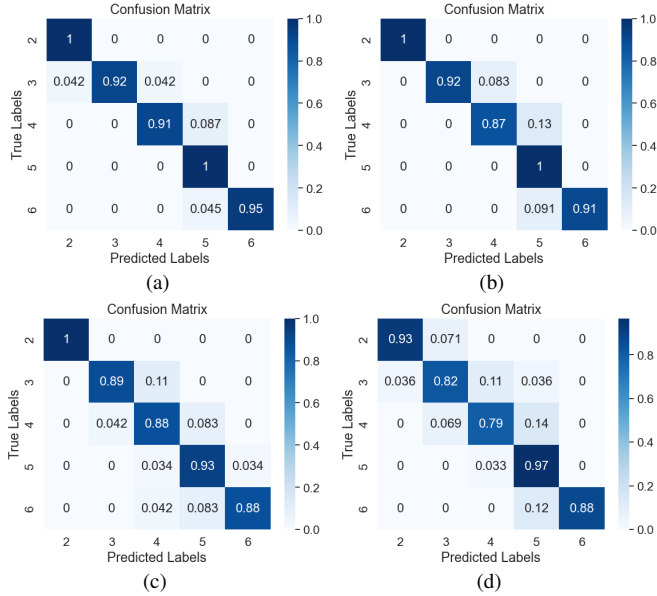 Confusion Matrix
1.0
2 1 0 0 0 0
0.8
3 0.042 0.92 0.042 0 0
0.6
True Labels
4 0 0 0.91 0.087 0
0.4
5 0 0 0 1 0
0.2
6 0 0 0 0.045 0.95
0.0
2 3 4 5 6
Predicted Labels
(a)
Confusion Matrix
1.0
2 1 0 0 0 0
0.8
3 0 0.92 0.083 0 0
0.6
True Labels
4 0 0 0.87 0.13 0
0.4
5 0 0 0 1 0
0.2
6 0 0 0 0.091 0.91
0.0
2 3 4 5 6
Predicted Labels
(b)
Confusion Matrix
1.0
2 1 0 0 0 0
0.8
3 0 0.89 0.11 0 0
0.6
True Labels
4 0 0.042 0.88 0.083 0
0.4
5 0 0 0.034 0.93 0.034
0.2
6 0 0 0.042 0.083 0.88
0.0
2 3 4 5 6
Predicted Labels
(c)
Confusion Matrix
2 0.93 0.071 0 0 0
0.8
3 0.036 0.82 0.11 0.036 0
0.6
True Labels
4 0 0.069 0.79 0.14 0
0.4
5 0 0 0.033 0.97 0
0.2
6 0 0 0 0.12 0.88
0.0
2 3 4 5 6
Predicted Labels
(d)